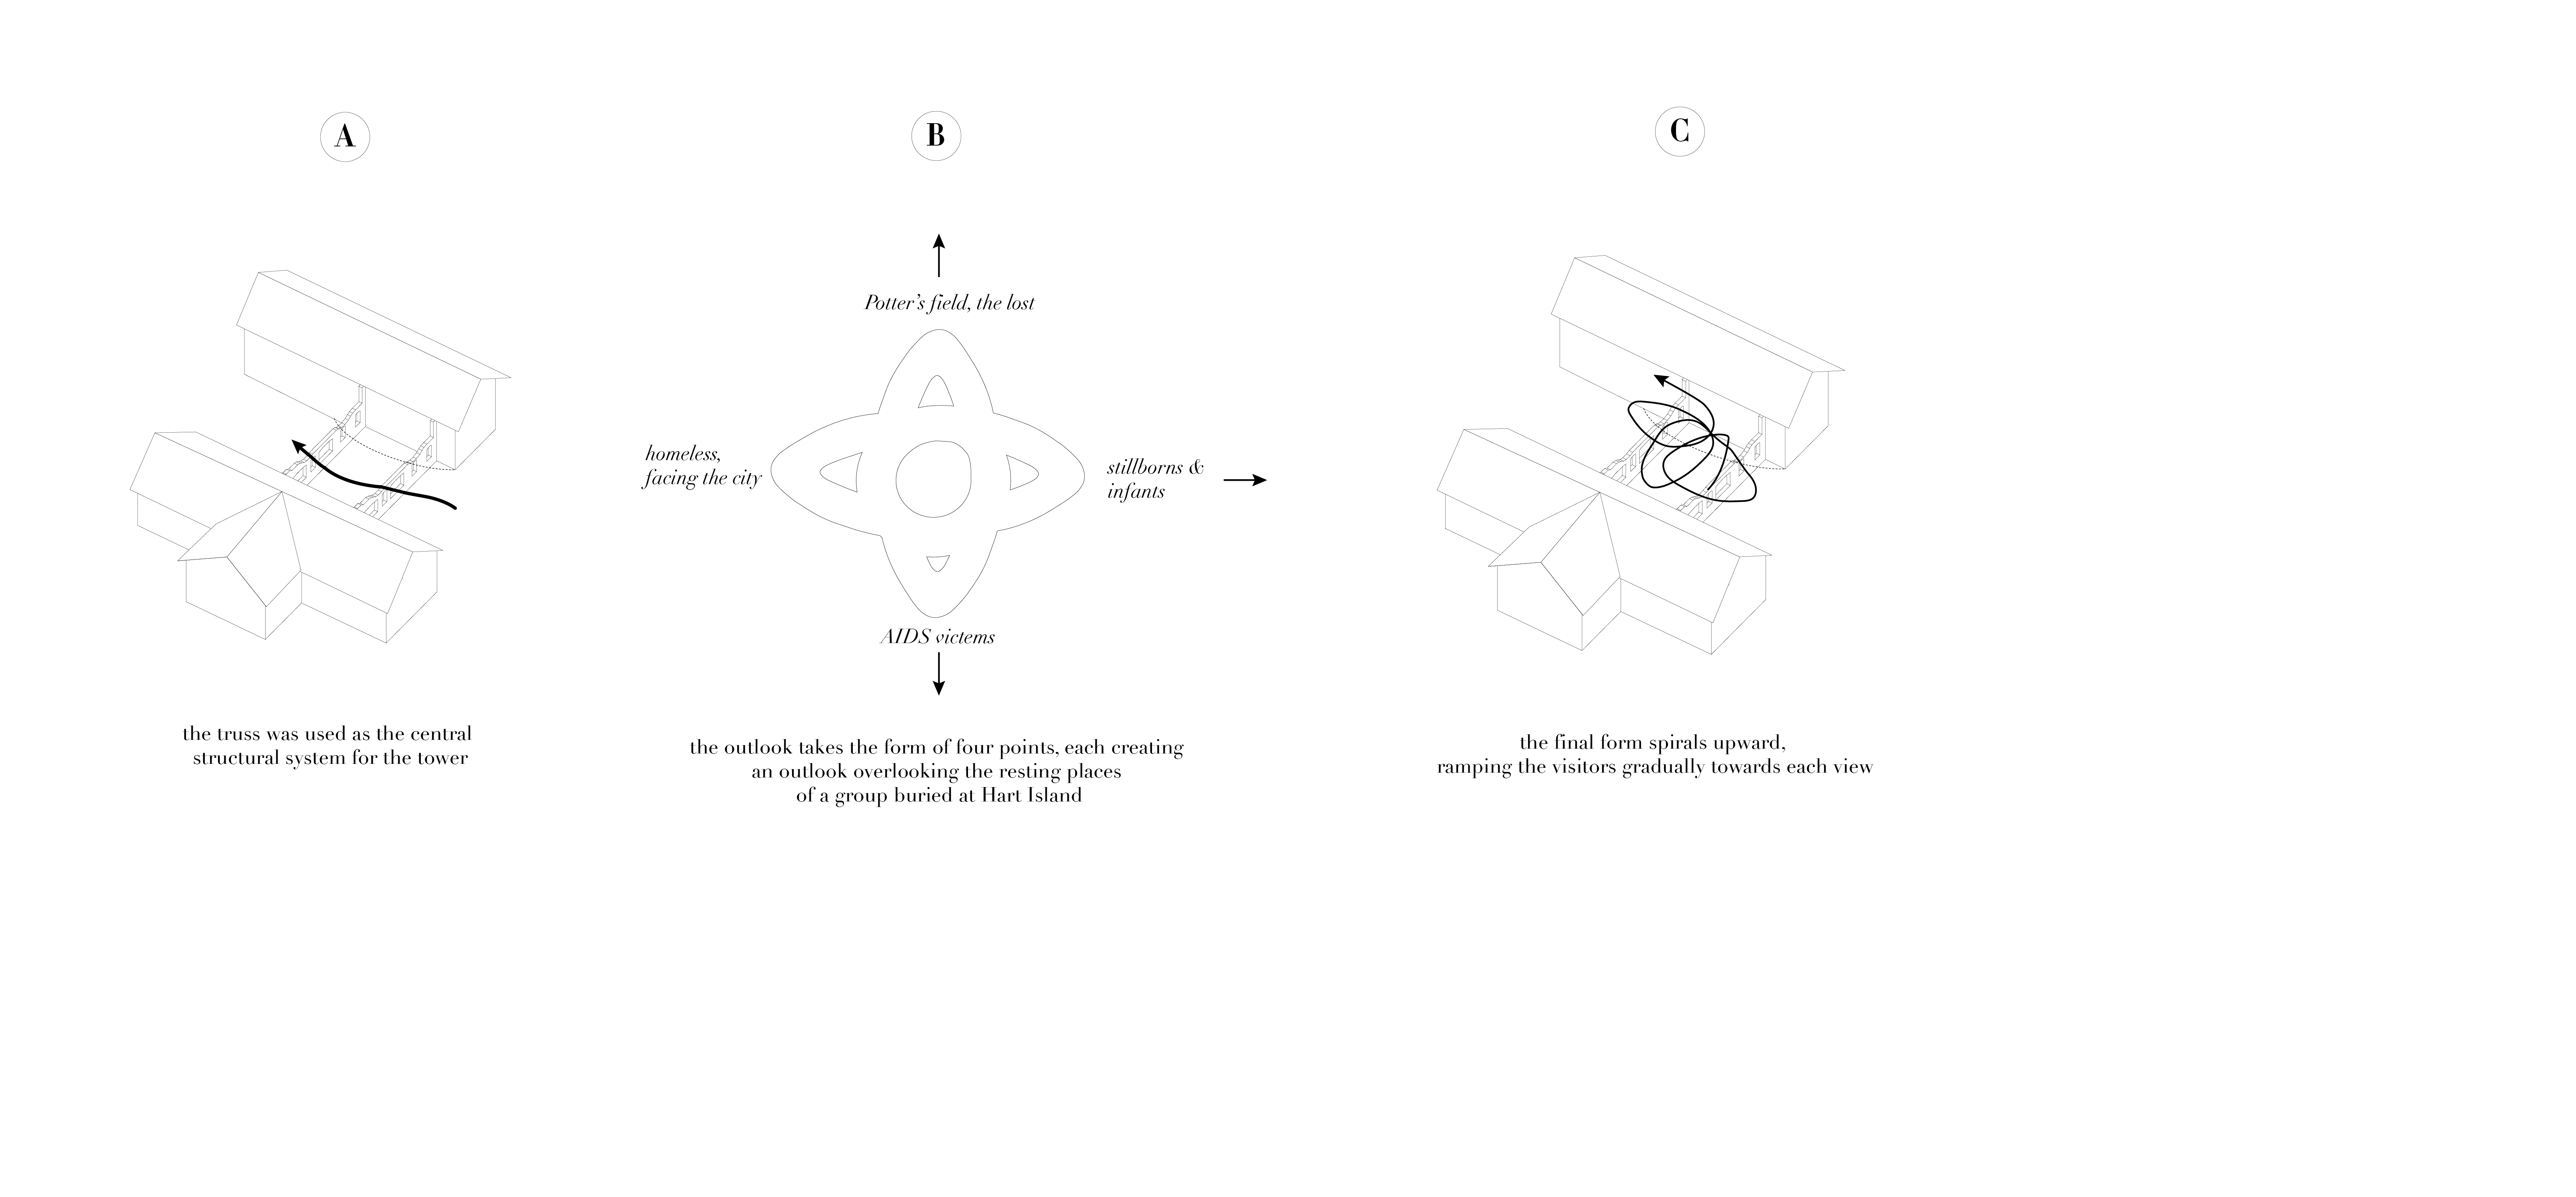 A
the truss was used as the central
structural system for the tower
B
Potter's field, the lost
homeless,
facing the city
stillborns &
infants
AIDS victems
the outlook takes the form of four points, each creating
an outlook overlooking the resting places
of a group buried at Hart Island
C
the final form spirals upward,
ramping the visitors gradually towards each view